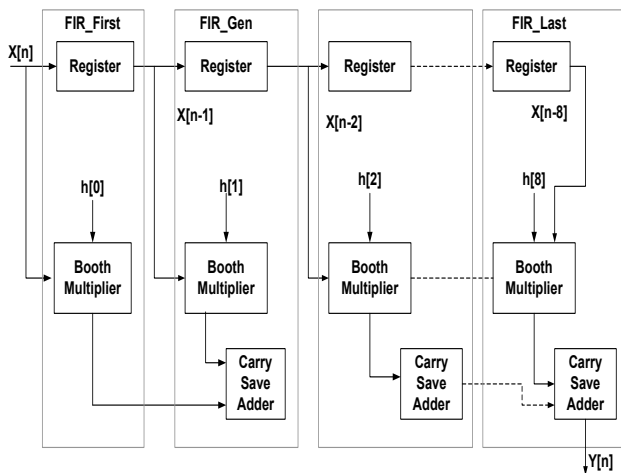 FIR_First
FIR_Gen
FIR_Last
X[n]
Register
Register
Register
Register
X[n-1]
X[n-2]
X[n-8]
h[0]
h[1]
h[2]
h[8]
Booth
Multiplier
Booth
Multiplier
Booth
Multiplier
Booth
Multiplier
Carry
Save
Adder
Carry
Save
Adder
Carry
Save
Adder
Y[n]